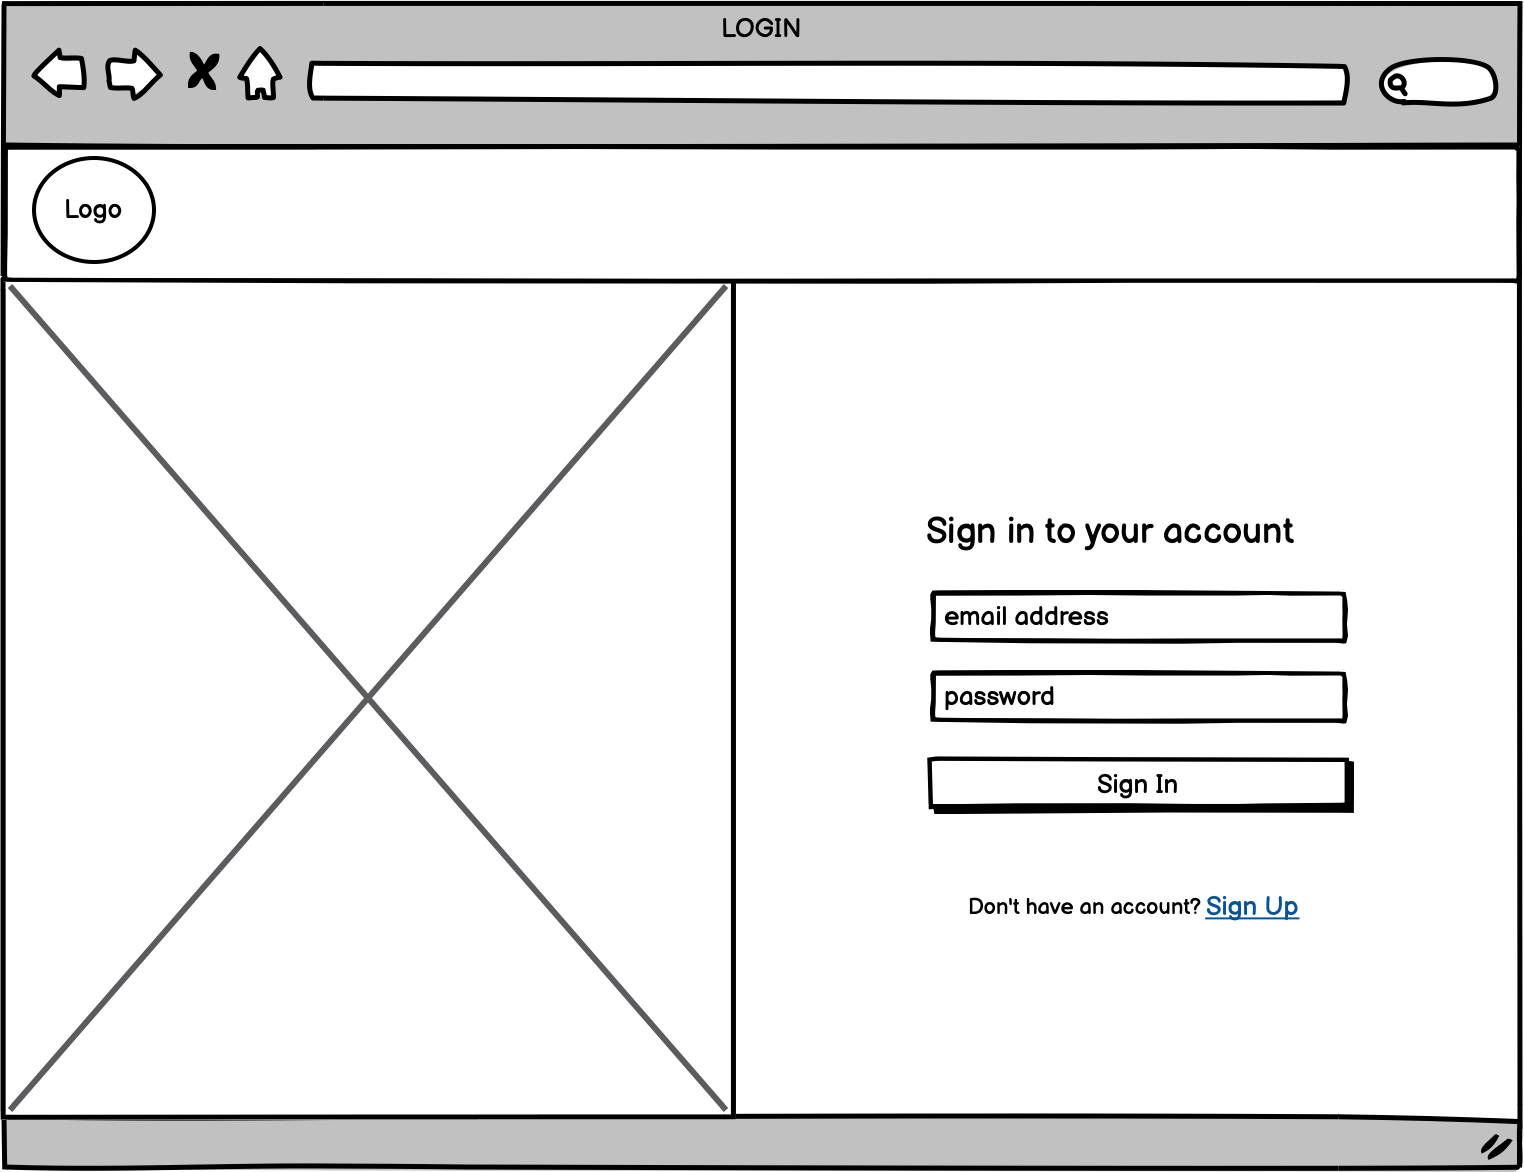 LOGIN
Logo
Sign in to your account
email address
password
Sign In
Don't have an account? Sign Up